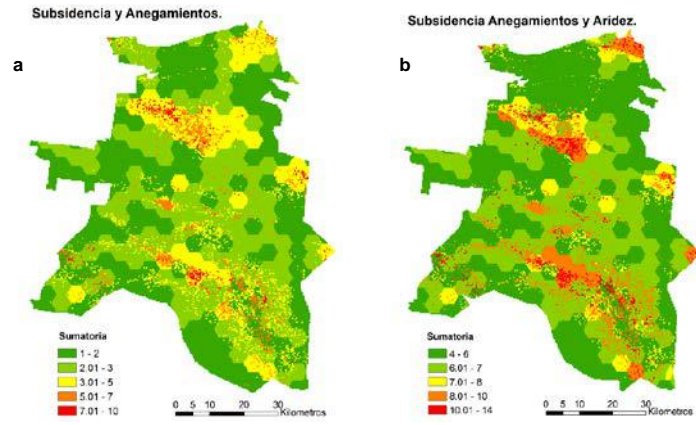 Subsidencia y Anegamientos.
a
Sumatoria
1 - 2
2.01 - 3
3.01 - 5
5.01 - 7
7.01 - 10
0 5 10 20 30
Kilometros
Subsidencia Anegamientos y Aridez.
b
Sumatoria
4 - 6
6.01 - 7
7.01 - 8
8.01 - 10
10.01 - 14
0 5 10 20 30
Kilometros